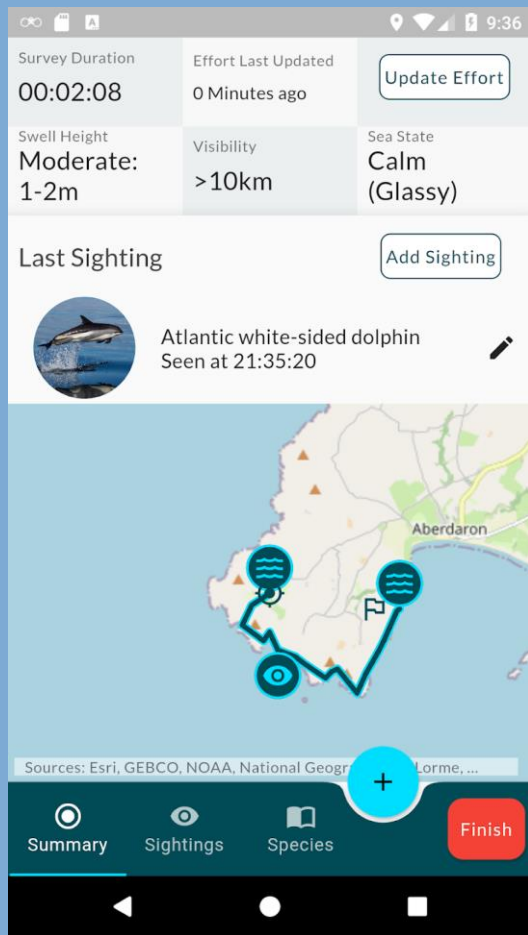 9:36
Survey Duration
00:02:08
Effort Last Updated
0 Minutes ago
Update Effort
Swell Height
Moderate:
1-2m
Visibility
>10km
Sea State
Calm
(Glassy)
Last Sighting
Add Sighting
Atlantic white-sided dolphin
Seen at 21:35:20
Aberdaron
Sources: Esri, GEBCO, NOAA, National Lorme, ...
+
Summary
Sightings
Species
Finish